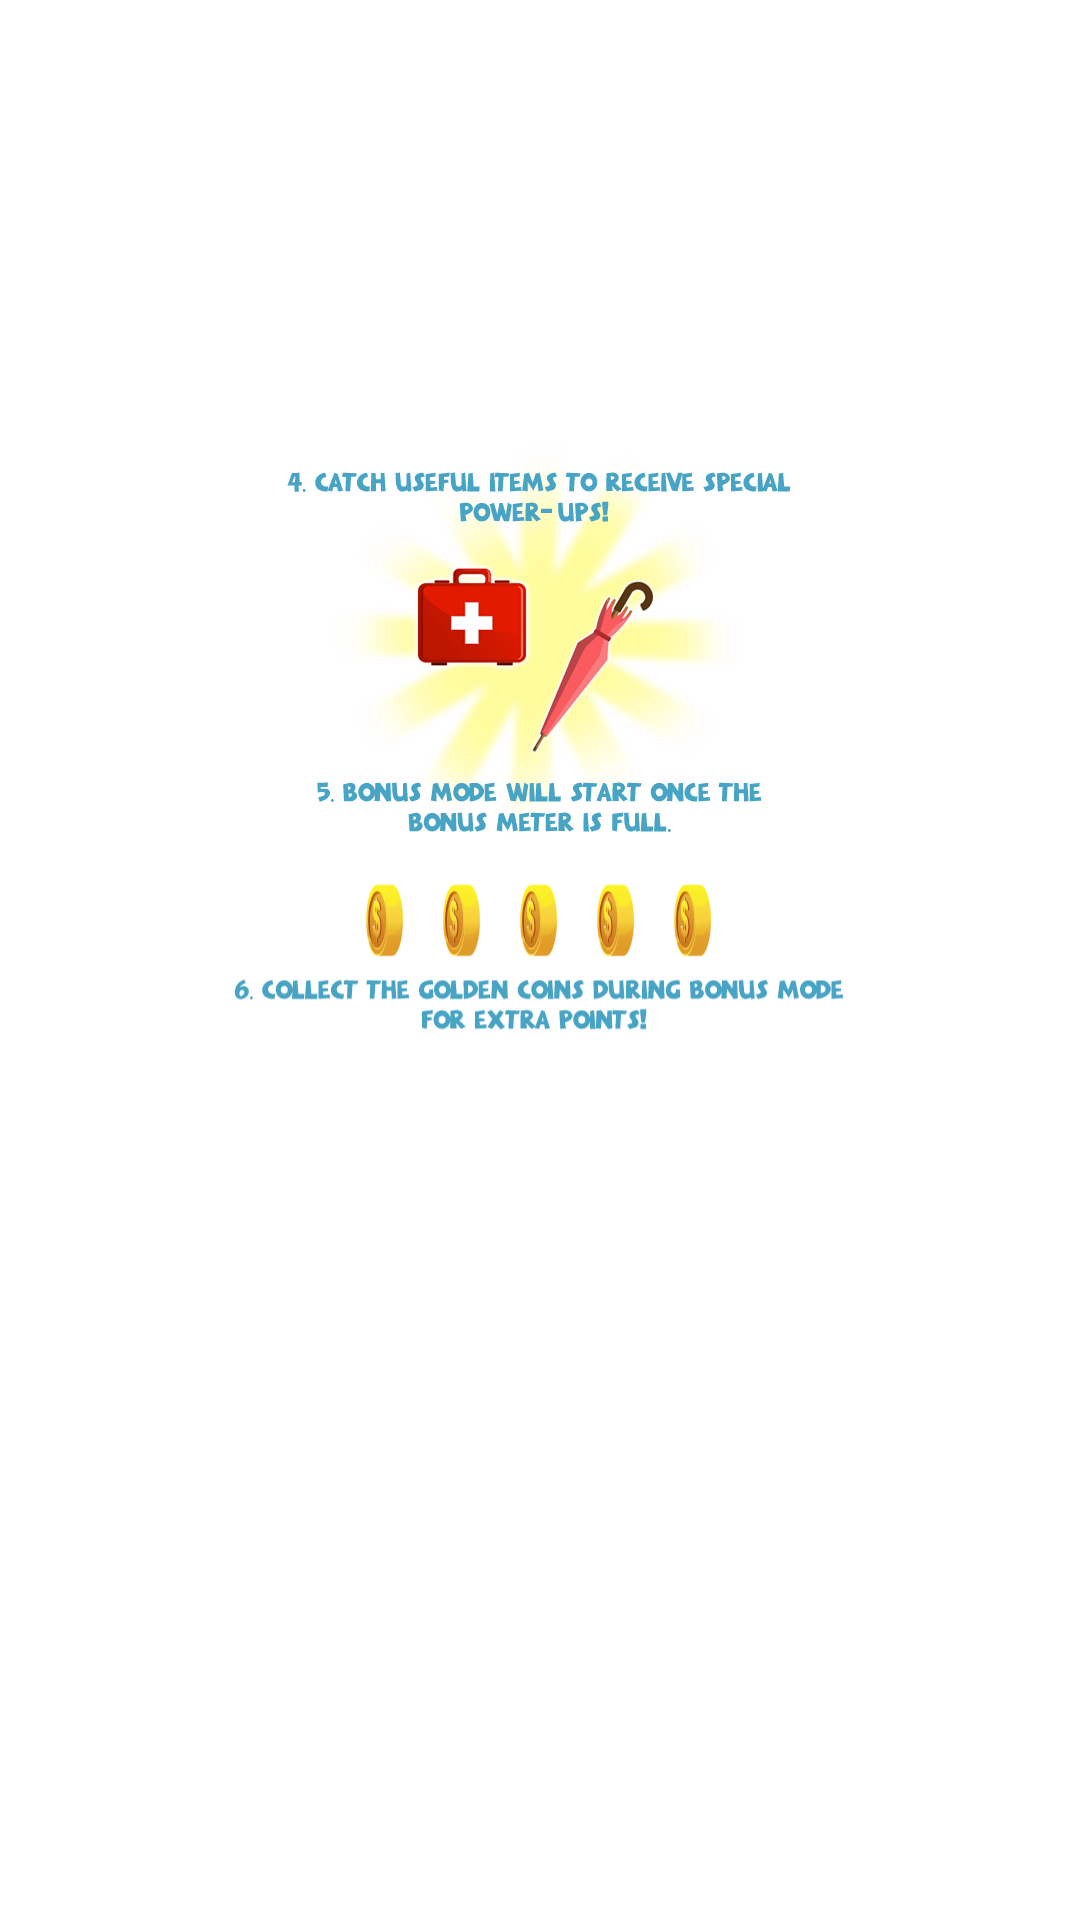 4. CATCH USEFUL ITEMS TO RECEIVE SPECIAL
POWER-UPS!
5. BONUS MODE WILL START ONCE THE
BONUS METER IS FULL.
$ $ $ $ $
6. COLLECT THE GOLDEN COINS DURING BONUS MODE
FOR EXTRA POINTS!